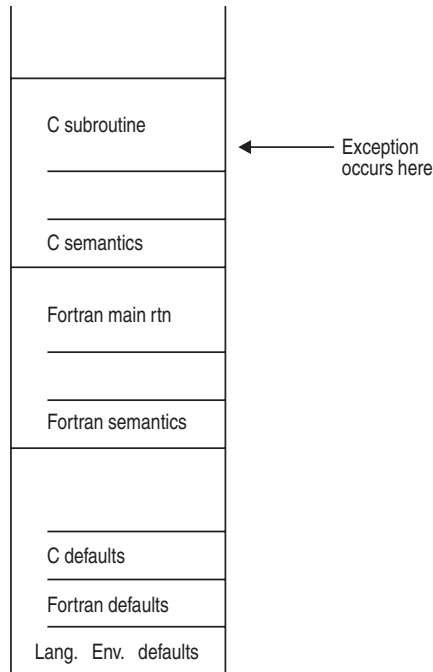 C subroutine
Exception
occurs here
C semantics
Fortran main rtn
Fortran semantics
C defaults
Fortran defaults
Lang. Env. defaults